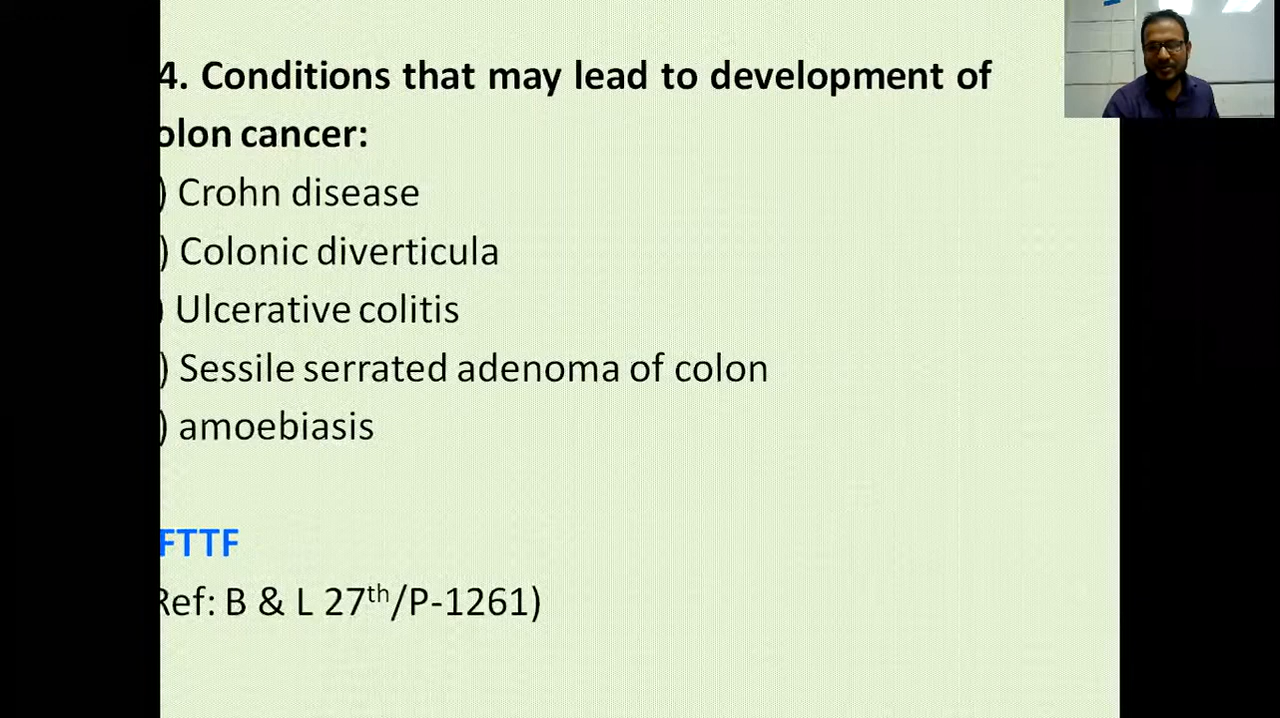 4. Conditions that may lead to development of
olon cancer:
) Crohn disease
) Colonic diverticula
) Ulcerative colitis
) Sessile serrated adenoma of colon
) amoebiasis
FTTF
Ref: B & L 27th/P-1261)